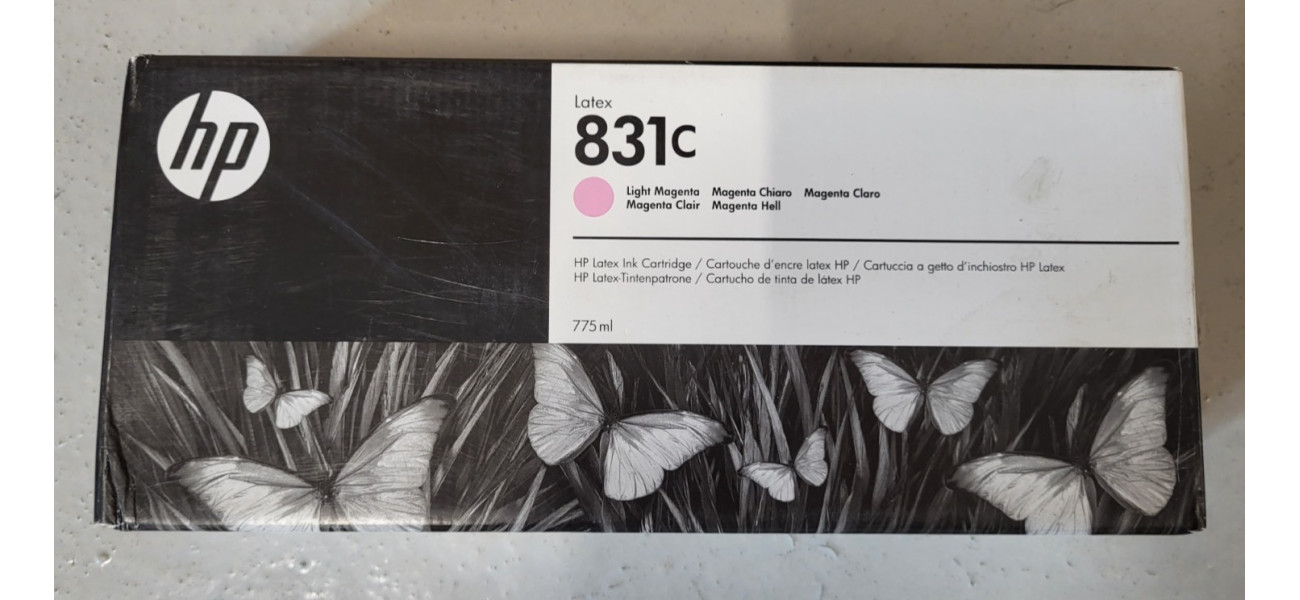 hp
Latex
831C
Light Magenta Magenta Chiaro Magenta Claro
Magenta Clair Magenta Hell
HP Latex Ink Cartridge / Cartouche d'encre latex HP / Cartuccia a getto d'inchiostro HP Latex
HP Latex-Tintenpatrone / Cartucho de tinta de látex HP
775 ml